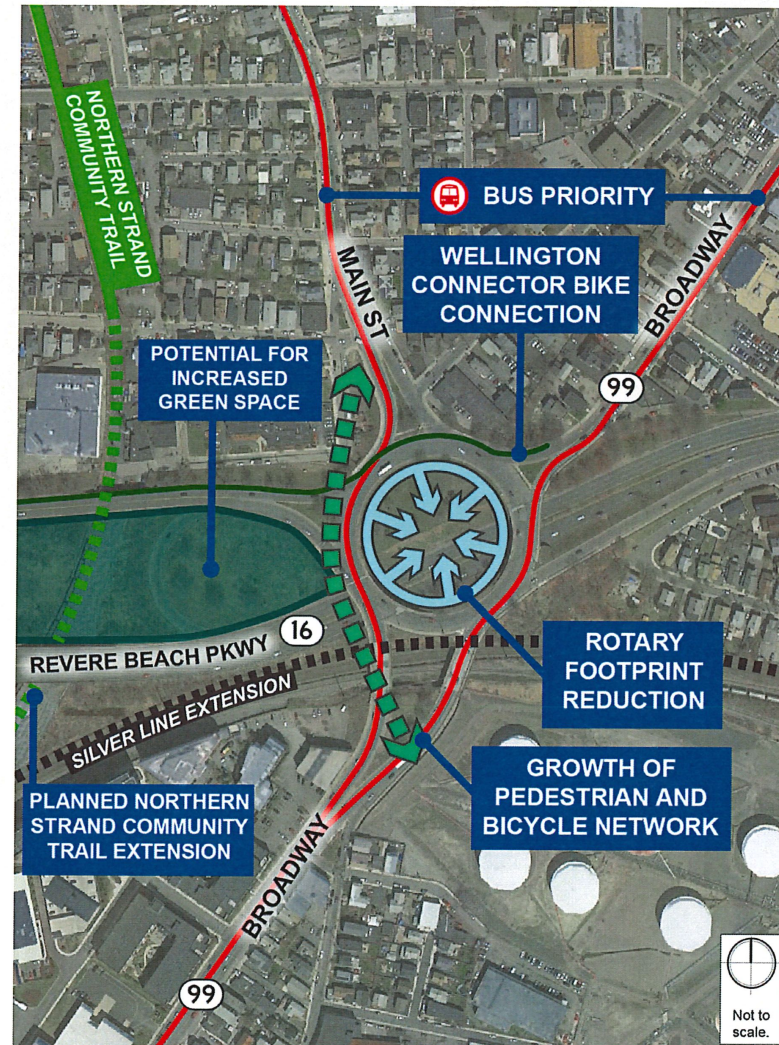 NORTHERN STRAND
COMMUNITY TRAIL
BUS PRIORITY
MAIN ST
WELLINGTON
CONNECTOR BIKE
CONNECTION
BROADWAY
99
POTENTIAL FOR
INCREASED
GREEN SPACE
16
REVERE BEACH PKWY
SILVER LINE EXTENSION
ROTARY
FOOTPRINT
REDUCTION
PLANNED NORTHERN
STRAND COMMUNITY
TRAIL EXTENSION
GROWTH OF
PEDESTRIAN AND
BICYCLE NETWORK
BROADWAY
99
Not to
scale.